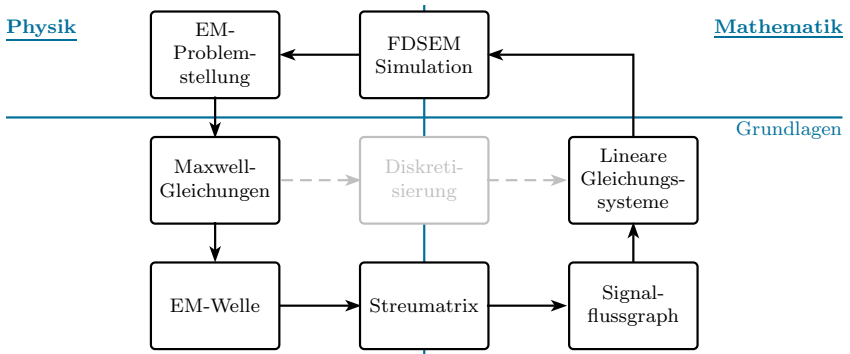 Physik
EM-
Problem-
stellung
FDSEM
Simulation
Mathematik
Grundlagen
Maxwell-
Gleichungen
Diskreti-
sierung
Lineare
Gleichungs-
systeme
EM-Welle
Streumatrix
Signal-
flussgraph